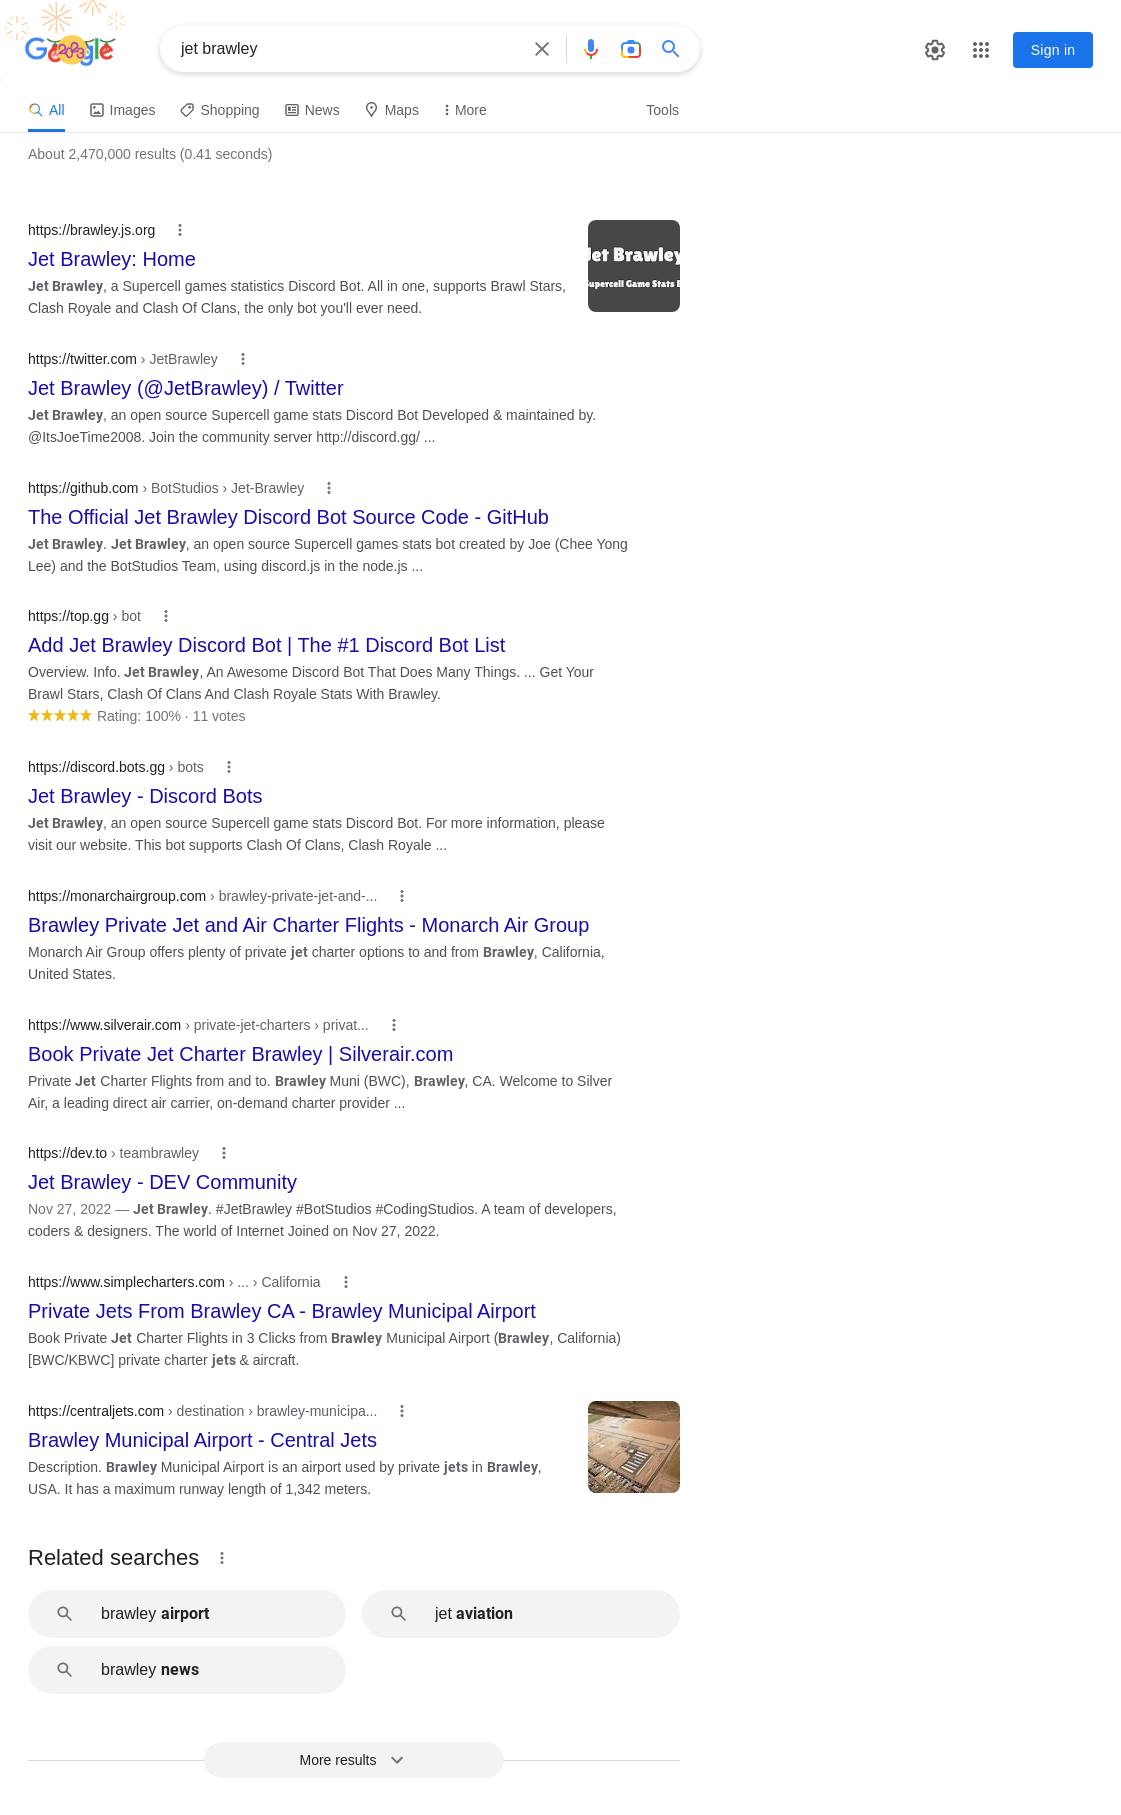 Google
2023
jet brawley
Sign in
All
Images
Shopping
News
Maps
More
Tools
About 2,470,000 results (0.41 seconds)
https://brawley.js.org
Jet Brawley: Home
Jet Brawley, a Supercell games statistics Discord Bot. All in one, supports Brawl Stars,
Clash Royale and Clash Of Clans, the only bot you'll ever need.
Jet Brawley
Supercell Game Stats
https://twitter.com › JetBrawley
Jet Brawley (@JetBrawley) / Twitter
Jet Brawley, an open source Supercell game stats Discord Bot Developed & maintained by.
@ItsJoeTime2008. Join the community server http://discord.gg/ ...
https://github.com › BotStudios › Jet-Brawley
The Official Jet Brawley Discord Bot Source Code - GitHub
Jet Brawley. Jet Brawley, an open source Supercell games stats bot created by Joe (Chee Yong
Lee) and the BotStudios Team, using discord.js in the node.js ...
https://top.gg › bot
Add Jet Brawley Discord Bot | The #1 Discord Bot List
Overview. Info. Jet Brawley, An Awesome Discord Bot That Does Many Things. ... Get Your
Brawl Stars, Clash Of Clans And Clash Royale Stats With Brawley.
Rating: 100% · 11 votes
https://discord.bots.gg › bots
Jet Brawley - Discord Bots
Jet Brawley, an open source Supercell game stats Discord Bot. For more information, please
visit our website. This bot supports Clash Of Clans, Clash Royale ...
https://monarchairgroup.com › brawley-private-jet-and-...
Brawley Private Jet and Air Charter Flights - Monarch Air Group
Monarch Air Group offers plenty of private jet charter options to and from Brawley, California,
United States.
https://www.silverair.com › private-jet-charters › privat...
Book Private Jet Charter Brawley | Silverair.com
Private Jet Charter Flights from and to. Brawley Muni (BWC), Brawley, CA. Welcome to Silver
Air, a leading direct air carrier, on-demand charter provider ...
https://dev.to › teambrawley
Jet Brawley - DEV Community
Nov 27, 2022 — Jet Brawley. #JetBrawley #BotStudios #CodingStudios. A team of developers,
coders & designers. The world of Internet Joined on Nov 27, 2022.
https://www.simplecharters.com › ... › California
Private Jets From Brawley CA - Brawley Municipal Airport
Book Private Jet Charter Flights in 3 Clicks from Brawley Municipal Airport (Brawley, California)
[BWC/KBWC] private charter jets & aircraft.
https://centraljets.com › destination › brawley-municipa...
Brawley Municipal Airport - Central Jets
Description. Brawley Municipal Airport is an airport used by private jets in Brawley,
USA. It has a maximum runway length of 1,342 meters.
Related searches
brawley airport
jet aviation
brawley news
More results